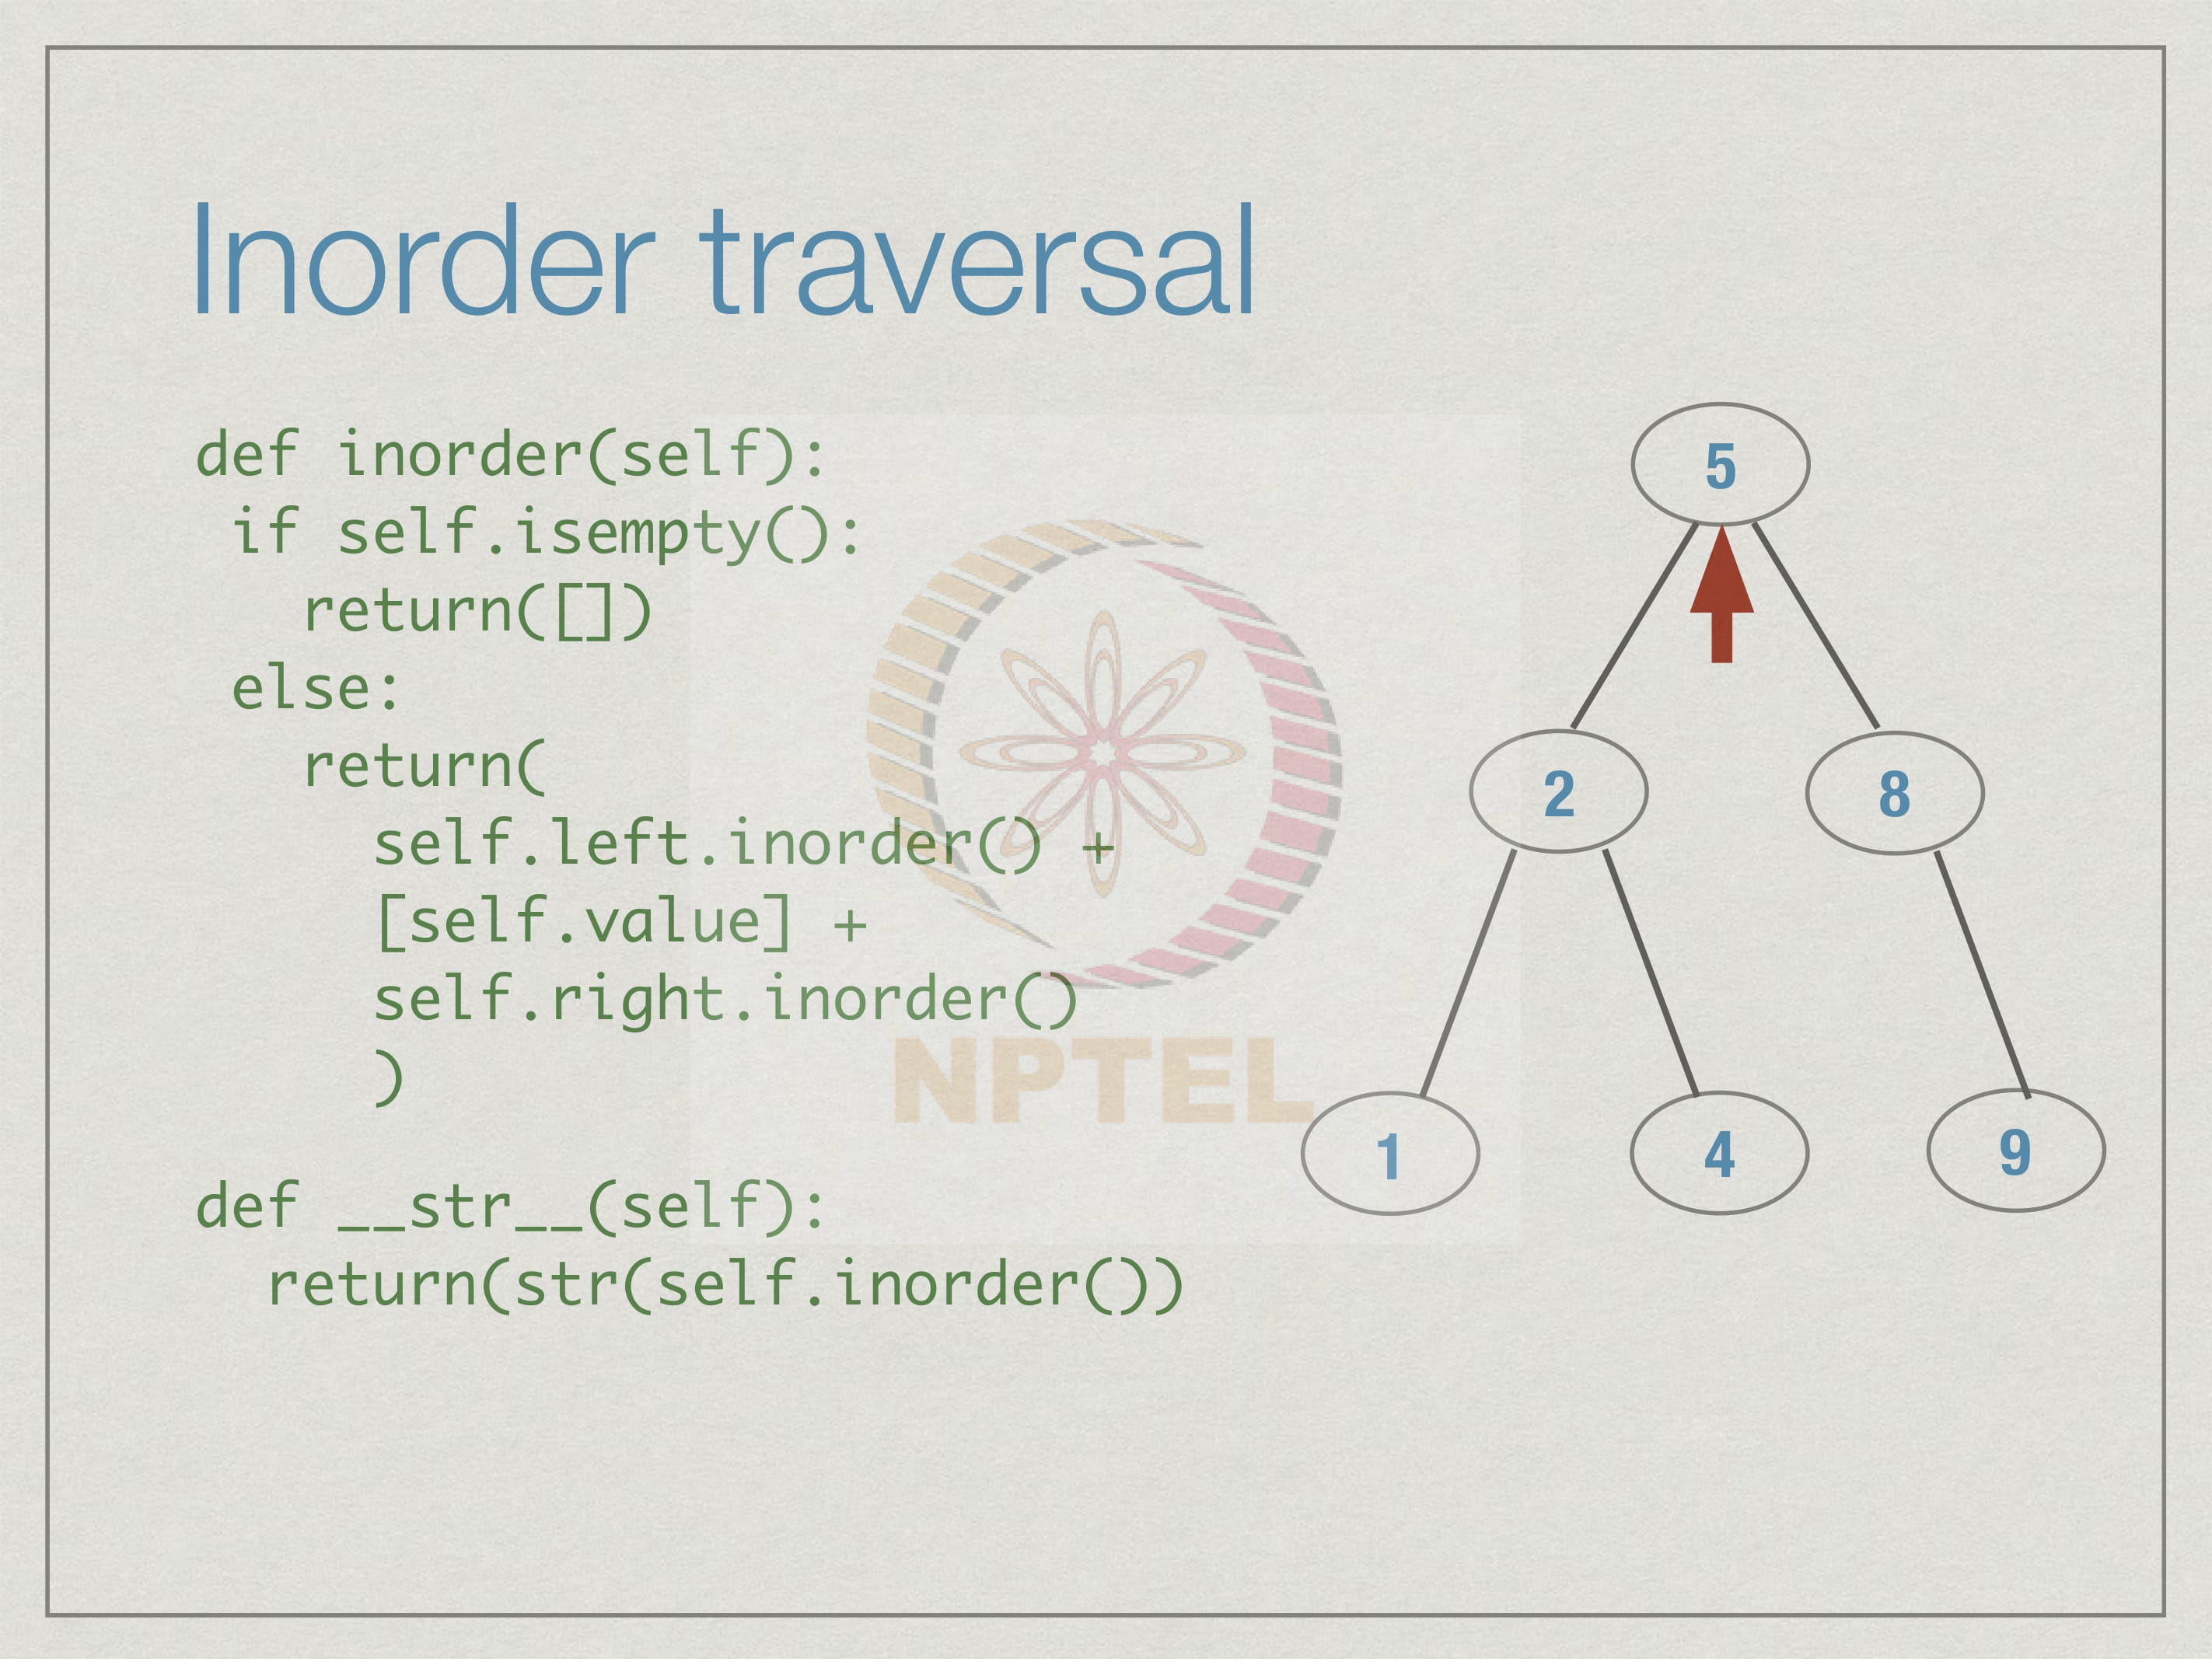 Inorder traversal
def inorder(self):
 if self.isempty():
   return([])
 else:
   return(
     self.left.inorder() +
     [self.value] +
     self.right.inorder()
     )
def __str__(self):
  return(str(self.inorder())
5
2
8
1
4
9
NPTEL